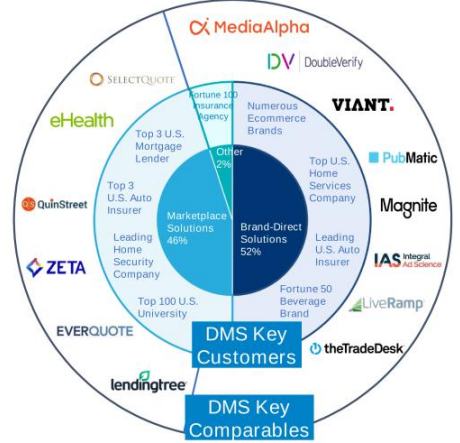 MediaAlpha
DV DoubleVerify
SELECTQUOTE
Fortune 100
Insurance
Agency
Numerous
Ecommerce
Brands
VIANT.
eHealth
Top 3 U.S.
Mortgage
Lender
Other
2%
PubMatic
Top U.S.
Home
Services
Company
Top 3
U.S. Auto
Insurer
QS QuinStreet
Magnite
Marketplace
Solutions
46%
Brand-Direct
Solutions
52%
Leading
Home
Security
Company
Leading
U.S. Auto
Insurer
ZETA
IAS Integral
Ad Science
Top 100 U.S.
University
Fortune 50
Beverage
Brand
LiveRamp
EVERQUOTE
DMS Key
Customers
theTradeDesk
lendingtree
DMS Key
Comparables